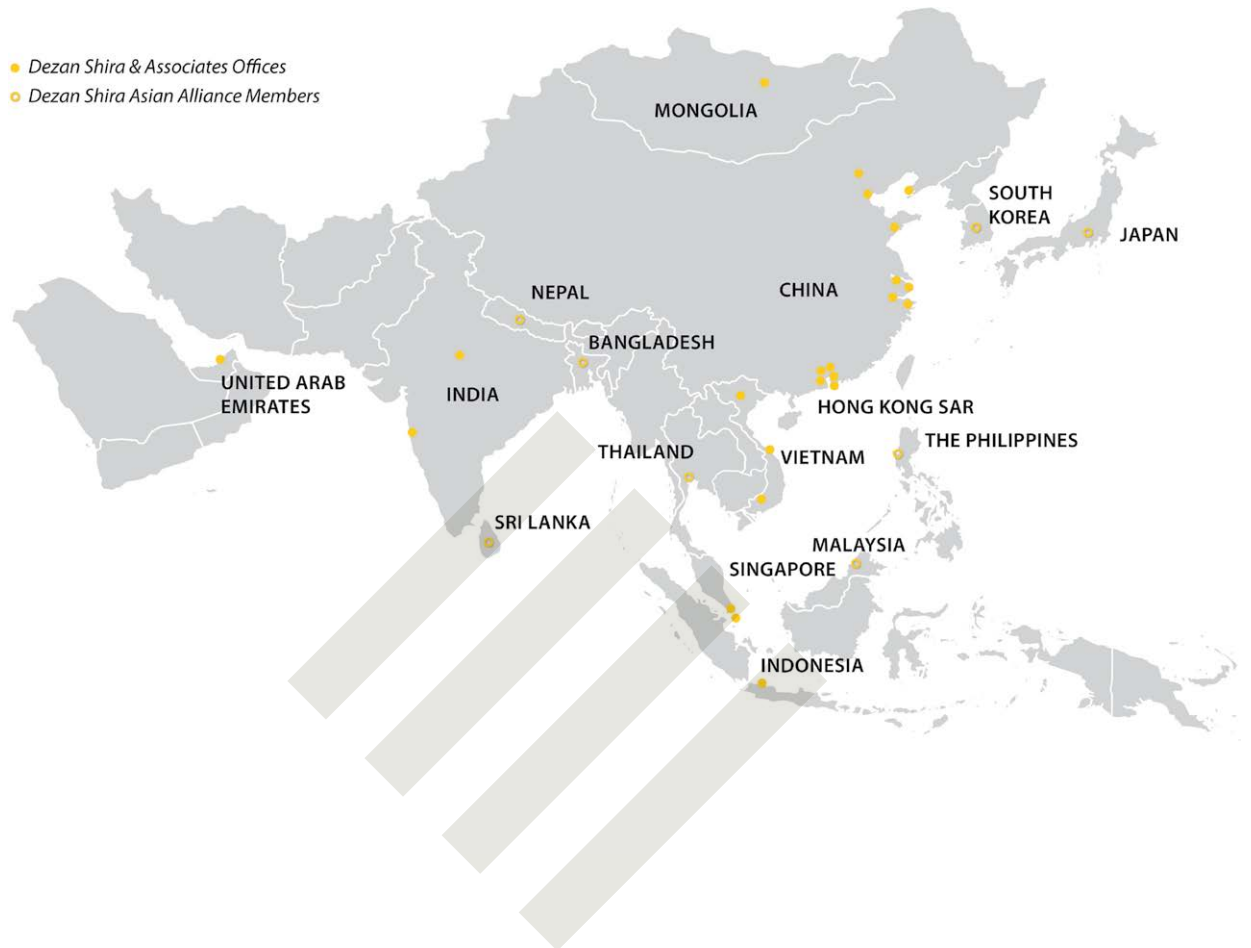 Dezan Shira & Associates Offices
Dezan Shira Asian Alliance Members
MONGOLIA
SOUTH
KOREA
JAPAN
CHINA
NEPAL
BANGLADESH
UNITED ARAB
EMIRATES
INDIA
HONG KONG SAR
THE PHILIPPINES
THAILAND
VIETNAM
SRI LANKA
MALAYSIA
SINGAPORE
INDONESIA